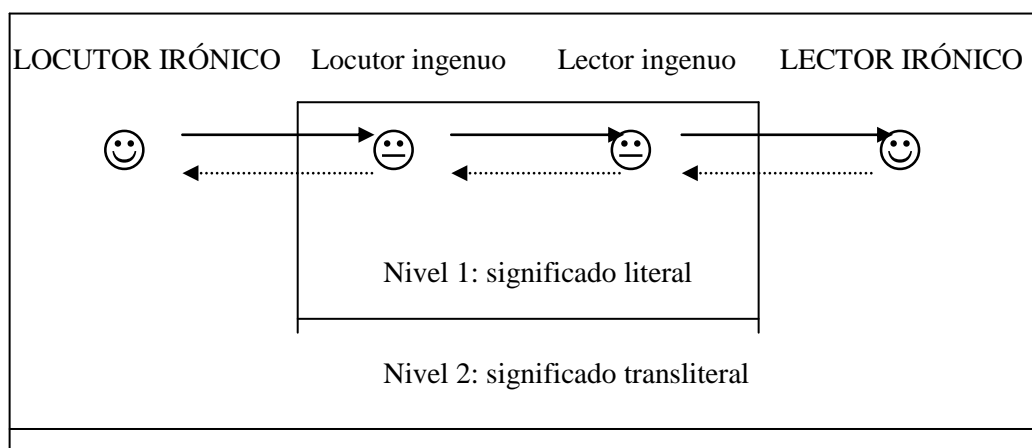 LOCUTOR IRÓNICO Locutor ingenuo Lector ingenuo LECTOR IRÓNICO
Nivel 1: significado literal
Nivel 2: significado transliteral